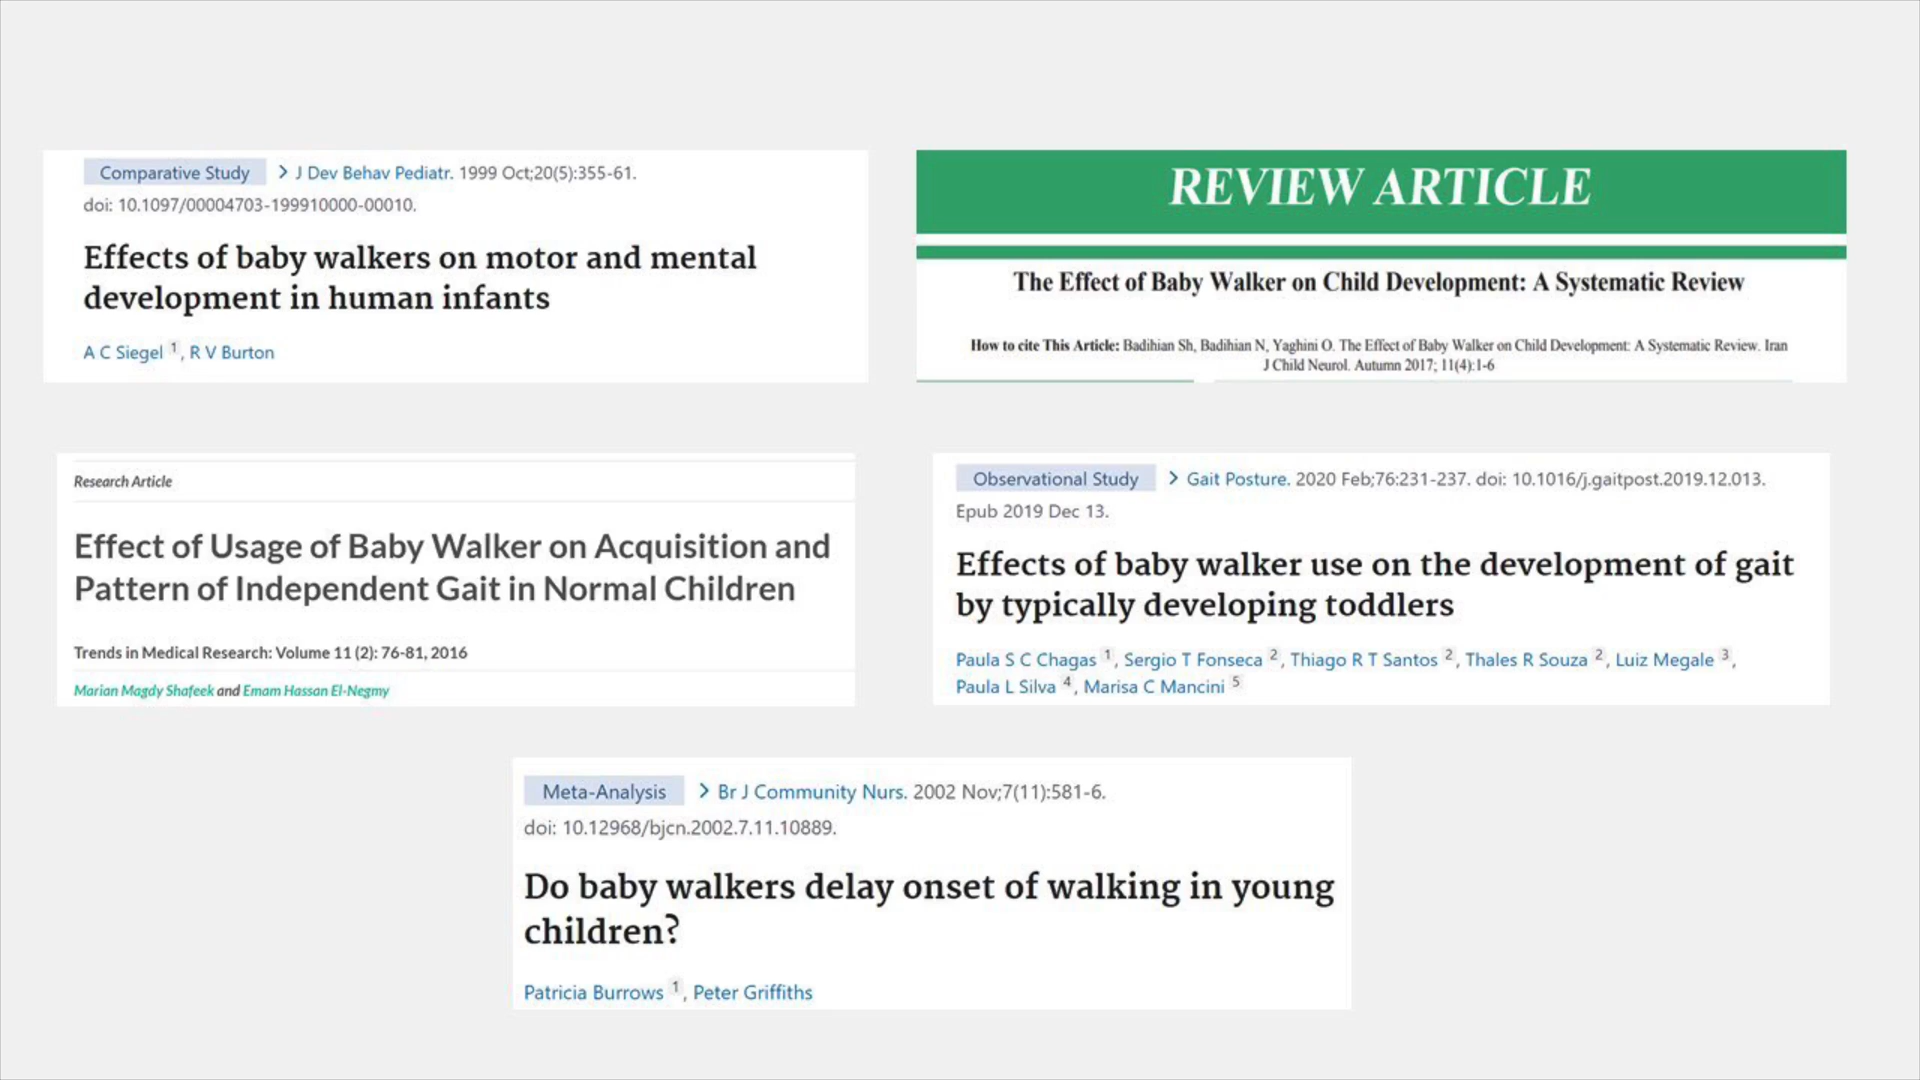 Comparative Study > J Dev Behav Pediatr. 1999 Oct;20(5):355-61.
doi: 10.1097/00004703-199910000-00010.
Effects of baby walkers on motor and mental
development in human infants
A C Siegel 1, R V Burton
REVIEW ARTICLE
The Effect of Baby Walker on Child Development: A Systematic Review
How to cite This Article: Badihian Sh, Badihian N, Yaghini O. The Effect of Baby Walker on Child Development: A Systematic Review. Iran
J Child Neurol. Autumn 2017; 11(4):1-6
Research Article
Effect of Usage of Baby Walker on Acquisition and
Pattern of Independent Gait in Normal Children
Trends in Medical Research: Volume 11 (2): 76-81, 2016
Marian Magdy Shafeek and Emam Hassan El-Negmy
Observational Study > Gait Posture. 2020 Feb;76:231-237. doi: 10.1016/j.gaitpost.2019.12.013.
Epub 2019 Dec 13.
Effects of baby walker use on the development of gait
by typically developing toddlers
Paula S C Chagas 1, Sergio T Fonseca 2, Thiago R T Santos 2, Thales R Souza 2, Luiz Megale 3,
Paula L Silva 4, Marisa C Mancini 5
Meta-Analysis > Br J Community Nurs. 2002 Nov;7(11):581-6.
doi: 10.12968/bjcn.2002.7.11.10889.
Do baby walkers delay onset of walking in young
children?
Patricia Burrows 1, Peter Griffiths